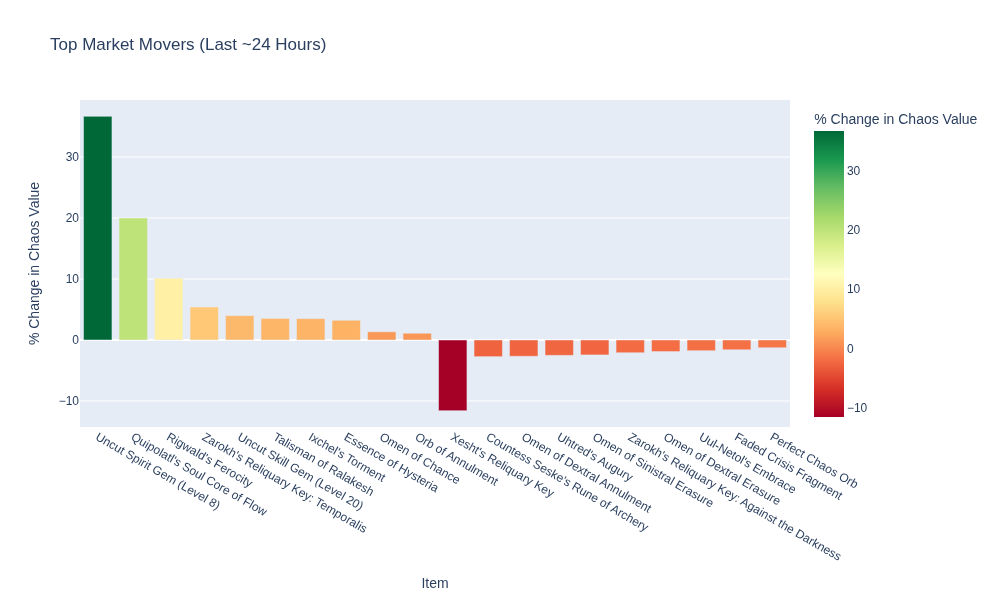 Top Market Movers (Last ~24 Hours)
% Change in Chaos Value
30
20
10
0
−10
Uncut Spirit Gem (Level 8)
Quipolatl's Soul Core of Flow
Rigwald's Ferocity
Zarokh's Reliquary Key: Temporalis
Uncut Skill Gem (Level 20)
Talisman of Ralakesh
Ixchel's Torment
Essence of Hysteria
Omen of Chance
Orb of Annulment
Xesht's Reliquary Key
Countess Seske's Rune of Archery
Omen of Dextral Annulment
Uhtred's Augury
Omen of Sinistral Erasure
Zarokh's Reliquary Key: Against the Darkness
Omen of Dextral Erasure
Uul-Netol's Embrace
Faded Crisis Fragment
Perfect Chaos Orb
Item
% Change in Chaos Value
30
20
10
0
−10